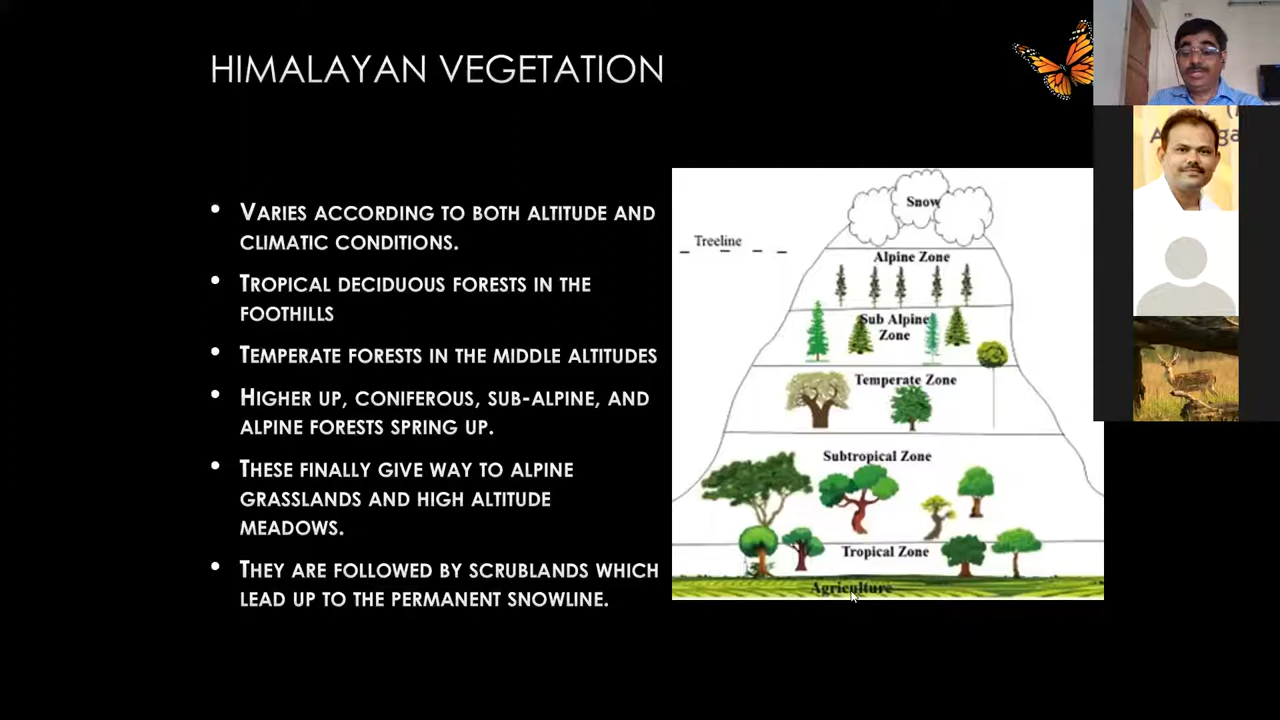 HIMALAYAN VEGETATION
• VARIES ACCORDING TO BOTH ALTITUDE AND
CLIMATIC CONDITIONS.
• TROPICAL DECIDUOUS FORESTS IN THE
FOOTHILLS
• TEMPERATE FORESTS IN THE MIDDLE ALTITUDES
• HIGHER UP, CONIFEROUS, SUB-ALPINE, AND
ALPINE FORESTS SPRING UP.
• THESE FINALLY GIVE WAY TO ALPINE
GRASSLANDS AND HIGH ALTITUDE
MEADOWS.
• THEY ARE FOLLOWED BY SCRUBLANDS WHICH
LEAD UP TO THE PERMANENT SNOWLINE.
Snow
Treeline
Alpine Zone
Sub Alpine
Zone
Temperate Zone
Subtropical Zone
Tropical Zone
Agriculture